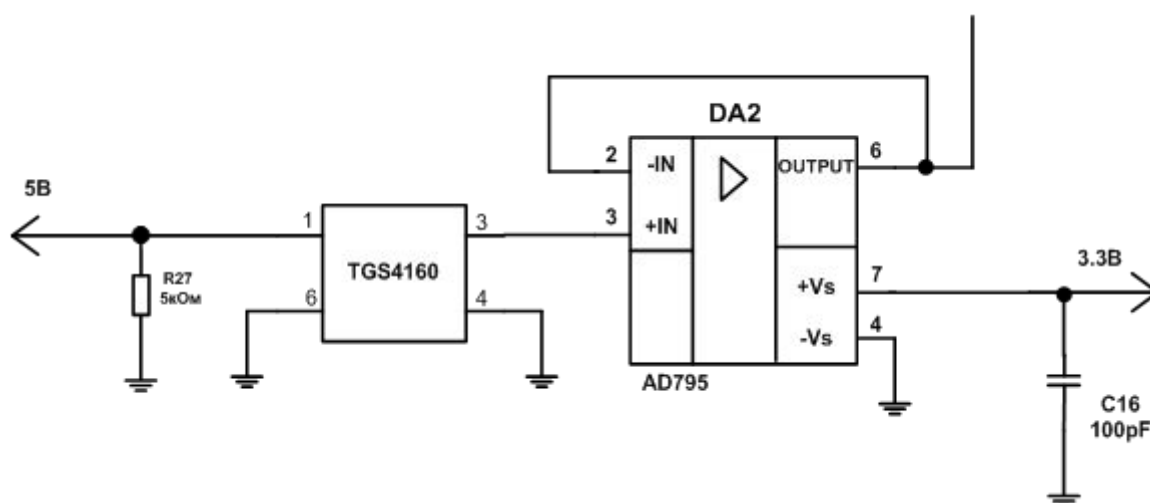 DA2
2
-IN
OUTPUT
6
5В
1
3
3
+IN
R27
5кОм
TGS4160
6
4
+Vs
7
3.3В
-Vs
4
AD795
C16
100pF